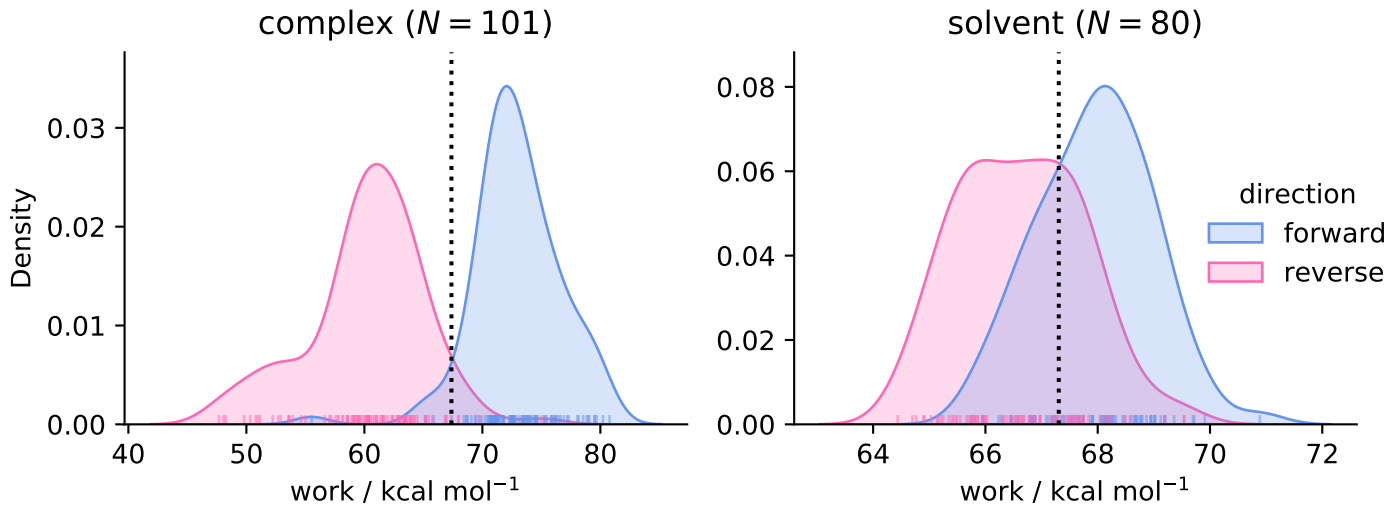 complex (N = 101)
Density
0.03
0.02
0.01
0.00
40 50 60 70 80
work / kcal mol⁻¹
solvent (N = 80)
0.08
0.06
0.04
0.02
0.00
64 66 68 70 72
work / kcal mol⁻¹
direction
forward
reverse